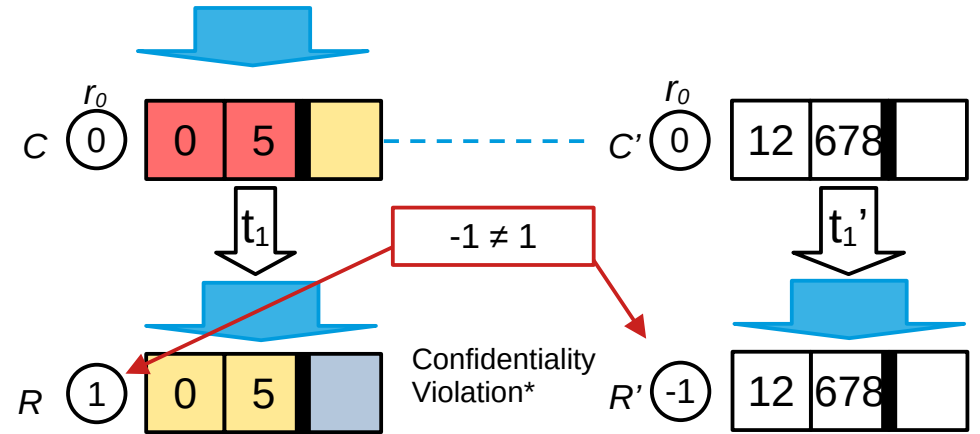 r₀
C 0 0 5
r₀
C’ 0 12 678
t₁
t₁’
-1 ≠ 1
Confidentiality
Violation*
R 1 0 5
R’ -1 12 678